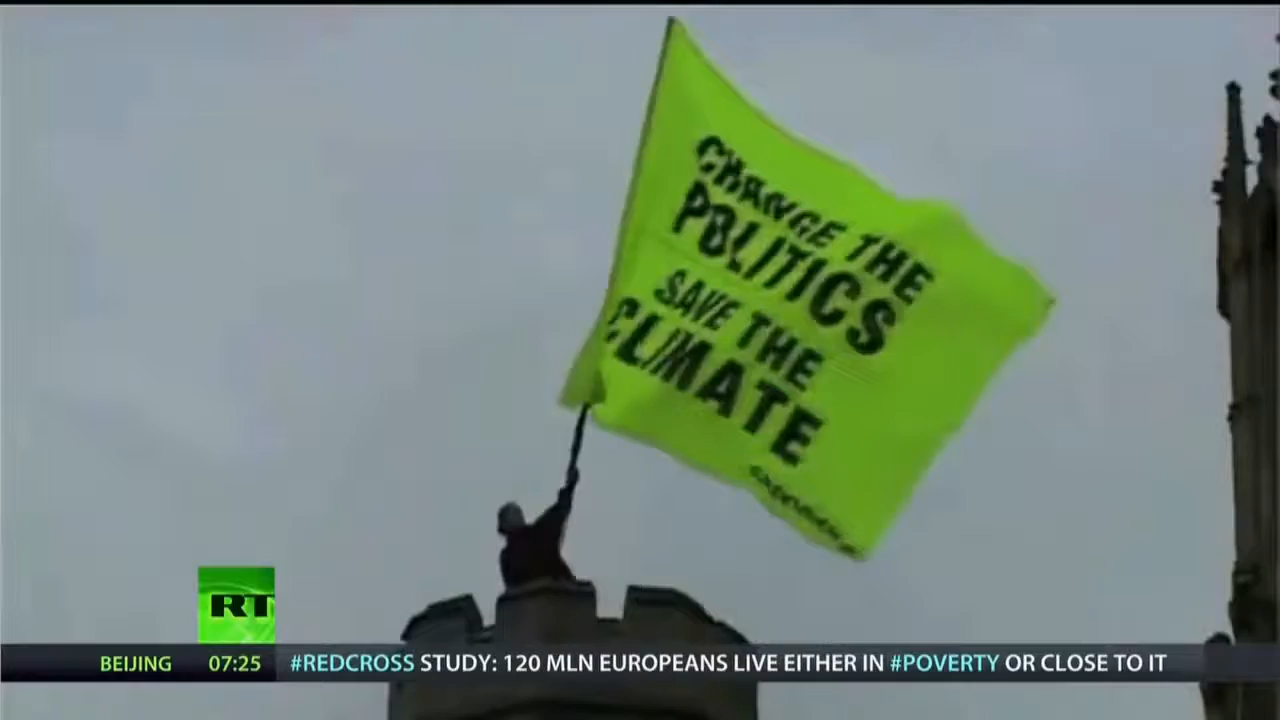 CHANGE THE
POLITICS
SAVE THE
CLIMATE
RT
BEIJING 07:25 #REDCROSS STUDY: 120 MLN EUROPEANS LIVE EITHER IN #POVERTY OR CLOSE TO IT